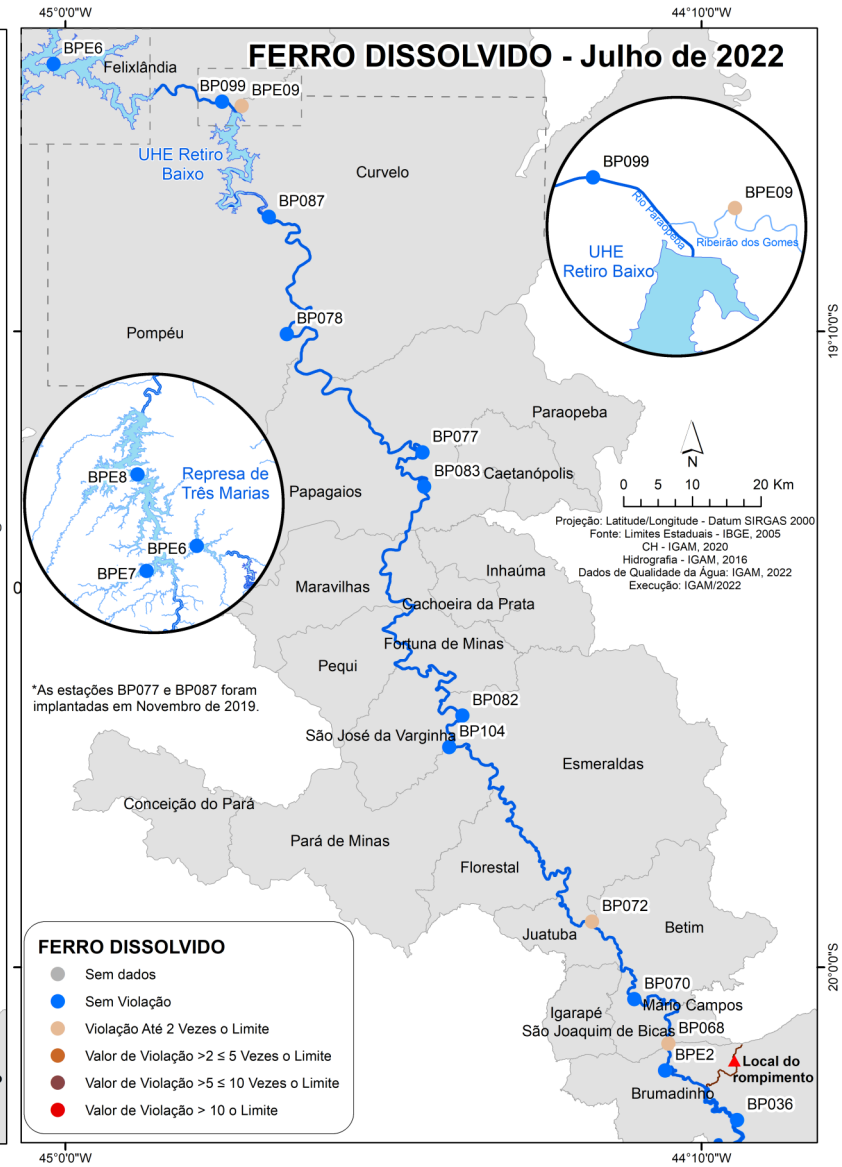 45°0'0"W
44°10'0"W
FERRO DISSOLVIDO - Julho de 2022
BPE6
Felixlândia
BP099
BPE09
UHE Retiro
Baixo
Curvelo
BP087
BP078
Pompéu
BP099
BPE09
Rio Paraopeba
Ribeirão dos Gomes
UHE
Retiro Baixo
19°10'0"S
BPE8
Represa de
Três Marias
BPE6
BPE7
Paraopeba
BP077
BP083
Caetanópolis
Papagaios
N
0 5 10 20 Km
Projeção: Latitude/Longitude - Datum SIRGAS 2000
Fonte: Limites Estaduais - IBGE, 2005
CH - IGAM, 2020
Hidrografia - IGAM, 2016
Dados de Qualidade da Água: IGAM, 2022
Execução: IGAM/2022
Inhaúma
Maravilhas
Cachoeira da Prata
Fortuna de Minas
Pequi
*As estações BP077 e BP087 foram
implantadas em Novembro de 2019.
BP082
BP104
São José da Varginha
Esmeraldas
Conceição do Pará
Pará de Minas
Florestal
BP072
Juatuba
Betim
20°0'0"S
BP070
Mário Campos
Igarapé
São Joaquim de Bicas
BP068
BPE2
Local do
rompimento
Brumadinho
BP036
FERRO DISSOLVIDO
Sem dados
Sem Violação
Violação Até 2 Vezes o Limite
Valor de Violação >2 ≤ 5 Vezes o Limite
Valor de Violação >5 ≤ 10 Vezes o Limite
Valor de Violação > 10 o Limite
45°0'0"W
44°10'0"W